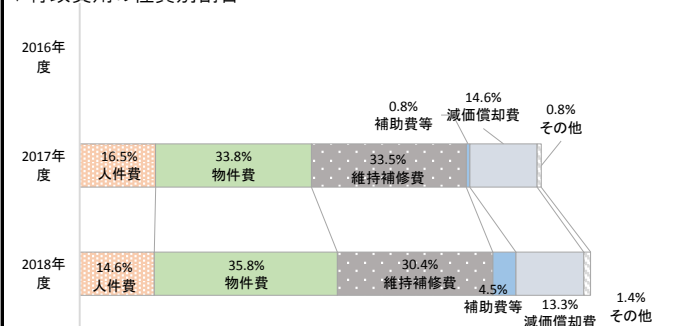 2016年
度
0.8%
補助費等
14.6%
減価償却費
0.8%
その他
2017年
度
16.5%
人件費
33.8%
物件費
33.5%
維持補修費
2018年
度
14.6%
人件費
35.8%
物件費
30.4%
維持補修費
4.5%
補助費等
13.3%
減価償却費
1.4%
その他